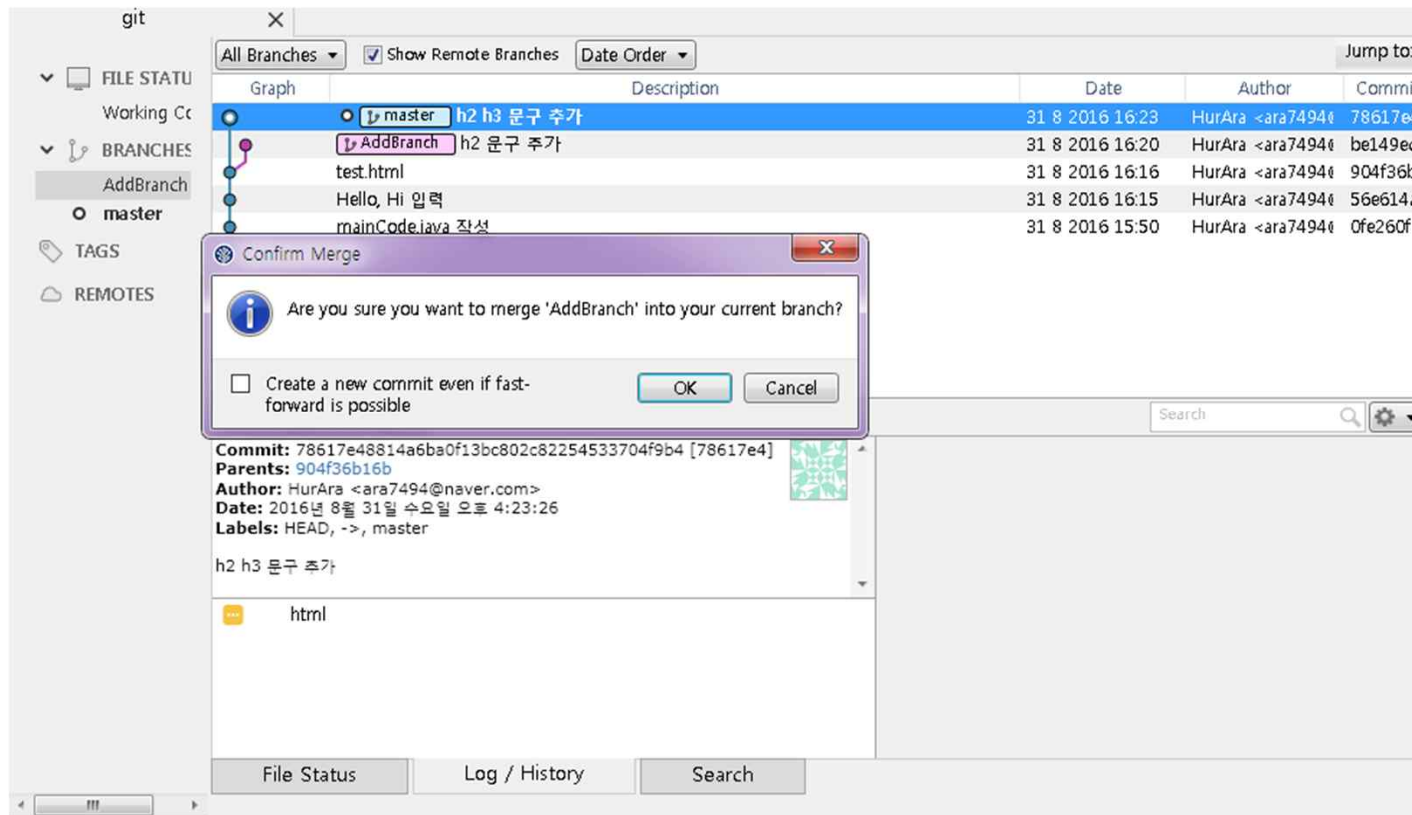 git
All Branches
Show Remote Branches
Date Order
Jump to:
FILE STATU
Working Co
BRANCHES
AddBranch
master
TAGS
REMOTES
Graph Description Date Author Commi
master h2 h3 문구 추가 31 8 2016 16:23 HurAra <ara7494 78617e
AddBranch h2 문구 추가 31 8 2016 16:20 HurAra <ara7494 be149e
test.html 31 8 2016 16:16 HurAra <ara7494 904f36b
Hello, Hi 입력 31 8 2016 16:15 HurAra <ara7494 56e614
mainCode.java 작성 31 8 2016 15:50 HurAra <ara7494 0fe260f
Confirm Merge
Are you sure you want to merge 'AddBranch' into your current branch?
Create a new commit even if fast-
forward is possible
OK Cancel
Search
Commit: 78617e48814a6ba0f13bc802c82254533704f9b4 [78617e4]
Parents: 904f36b16b
Author: HurAra <ara7494@naver.com>
Date: 2016년 8월 31일 수요일 오후 4:23:26
Labels: HEAD, ->, master
h2 h3 문구 추가
html
File Status Log / History Search